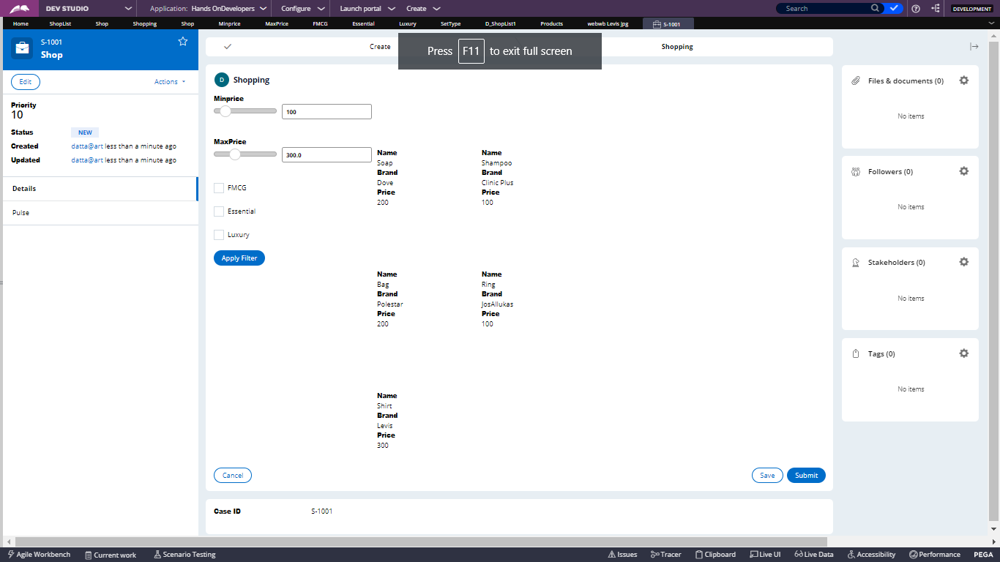 DEV STUDIO Application: Hands OnDevelopers Configure Launch portal Create Search DEVELOPMENT
Home ShopList Shop Shopping Shop Minprice MaxPrice FMCG Essential Luxury SetType D_ShopList1 Products webwb Levis jpg S-1001
Press F11 to exit full screen
S-1001
Shop
Edit Actions
Priority
10
Status NEW
Created datta@art less than a minute ago
Updated datta@art less than a minute ago
Details
Pulse
Create Shopping
D Shopping
Minprice
100
MaxPrice
300.0
FMCG
Essential
Luxury
Apply Filter
Name
Soap
Brand
Dove
Price
200
Name
Shampoo
Brand
Clinic Plus
Price
100
Name
Bag
Brand
Polestar
Price
200
Name
Ring
Brand
JosAllukas
Price
100
Name
Shirt
Brand
Levis
Price
300
Cancel Save Submit
Case ID S-1001
Files & documents (0)
No items
Followers (0)
No items
Stakeholders (0)
No items
Tags (0)
No items
Agile Workbench Current work Scenario Testing Issues Tracer Clipboard Live UI Live Data Accessibility Performance PEGA